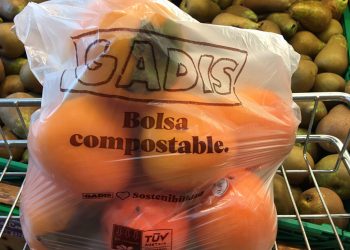 GADIS
Bolsa
compostable.
GADIS Sostenibilidad
TÜV